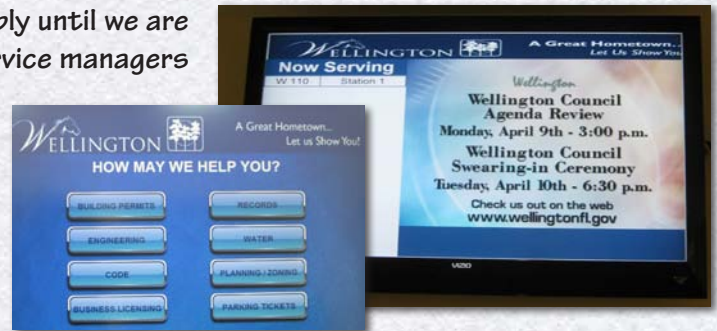 bly until we are
rvice managers
WELLINGTON
A Great Hometown...
Let Us Show You
Now Serving
W 110 Station 1
Wellington
Wellington Council
Agenda Review
Monday, April 9th - 3:00 p.m.
Wellington Council
Swearing-in Ceremony
Tuesday, April 10th - 6:30 p.m.
Check us out on the web
www.wellingtonfl.gov
VIZIO
WELLINGTON
A Great Hometown...
Let us Show You!
HOW MAY WE HELP YOU?
BUILDING PERMITS
RECORDS
ENGINEERING
WATER
CODE
PLANNING / ZONING
BUSINESS LICENSING
PARKING TICKETS